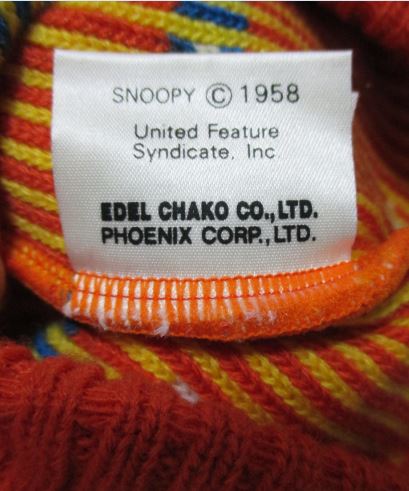 SNOOPY © 1958
United Feature
Syndicate, Inc
EDEL CHAKO CO.,LTD.
PHOENIX CORP.,LTD.